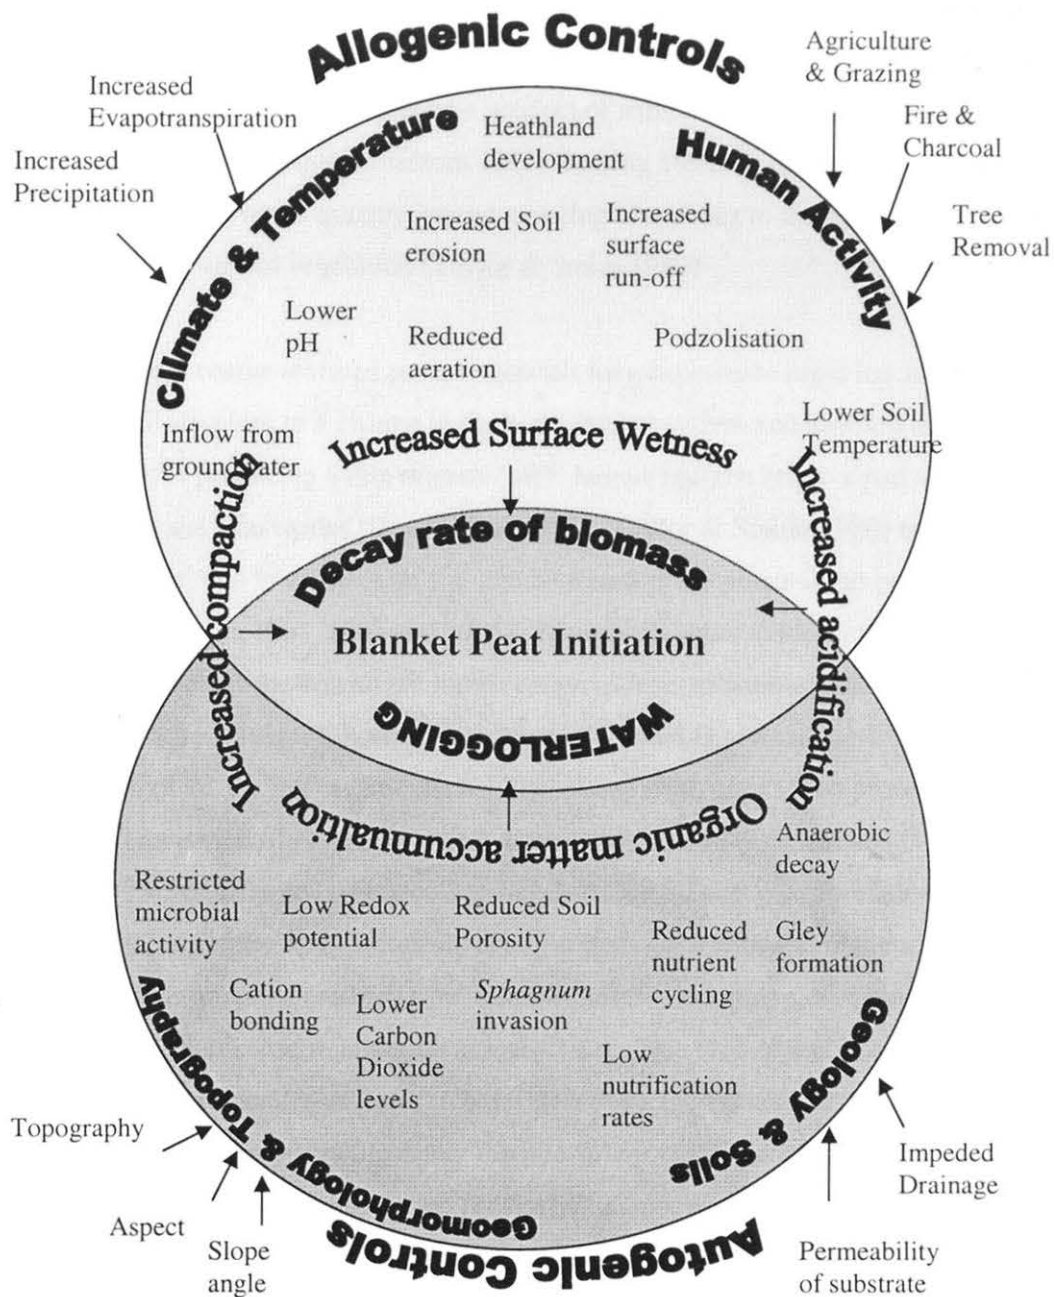 Allogenic Controls
Agriculture
& Grazing
Increased
Evapotranspiration
Fire &
Charcoal
Increased
Precipitation
Tree
Removal
Climate & Temperature
Human Activity
Heathland
development
Increased Soil
erosion
Increased
surface
run-off
Lower
pH
Reduced
aeration
Podzolisation
Inflow from
groundwater
Lower Soil
Temperature
Increased Surface Wetness
Increased compaction
Increased acidification
Decay rate of biomass
Blanket Peat Initiation
WATERLOGGING
Organic matter accumualtion
Anaerobic
decay
Restricted
microbial
activity
Low Redox
potential
Reduced Soil
Porosity
Reduced
nutrient
cycling
Gley
formation
Cation
bonding
Lower
Carbon
Dioxide
levels
Sphagnum
invasion
Low
nutrification
rates
Geomorphology & Topography
Geology & Soils
Topography
Aspect
Slope
angle
Impeded
Drainage
Permeability
of substrate
Autogenic Controls